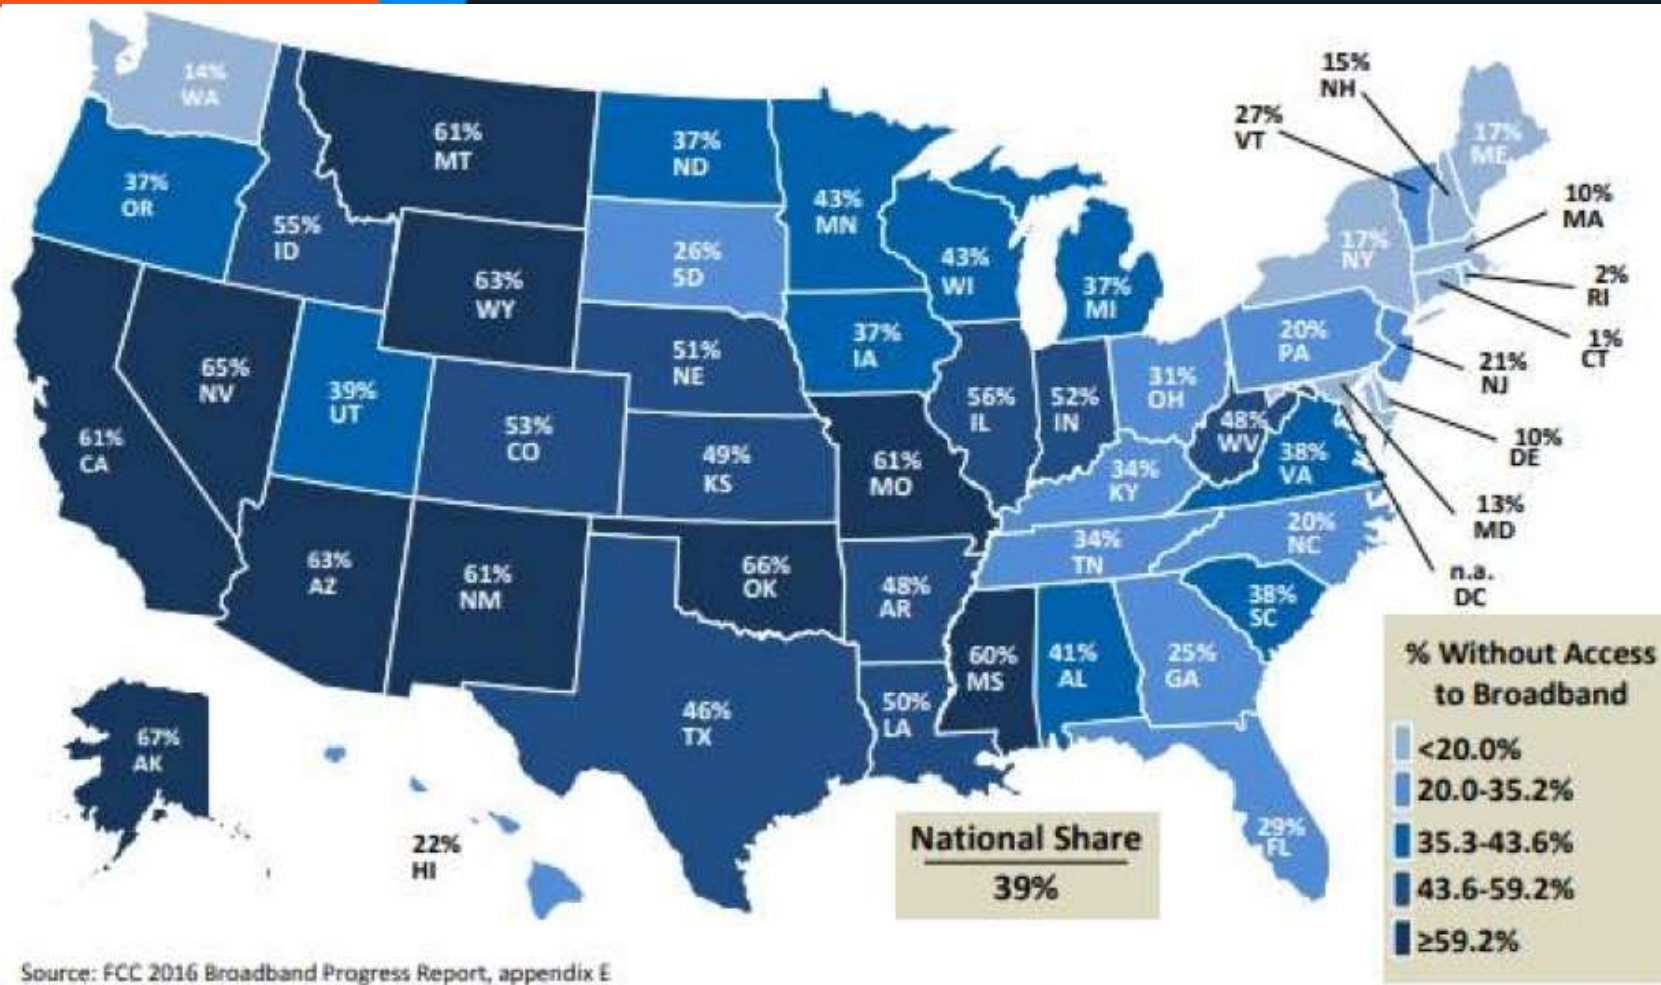 14%
WA
61%
MT
37%
ND
43%
MN
15%
NH
27%
VT
17%
ME
10%
MA
37%
OR
55%
ID
63%
WY
26%
SD
43%
WI
37%
MI
17%
NY
2%
RI
1%
CT
65%
NV
39%
UT
51%
NE
37%
IA
20%
PA
21%
NJ
61%
CA
53%
CO
49%
KS
61%
MO
56%
IL
52%
IN
31%
OH
48%
WV
38%
VA
10%
DE
13%
MD
34%
KY
63%
AZ
61%
NM
66%
OK
48%
AR
34%
TN
20%
NC
n.a.
DC
38%
SC
67%
AK
46%
TX
50%
LA
60%
MS
41%
AL
25%
GA
29%
FL
22%
HI
National Share
39%
% Without Access
to Broadband
<20.0%
20.0-35.2%
35.3-43.6%
43.6-59.2%
≥59.2%
Source: FCC 2016 Broadband Progress Report, appendix E